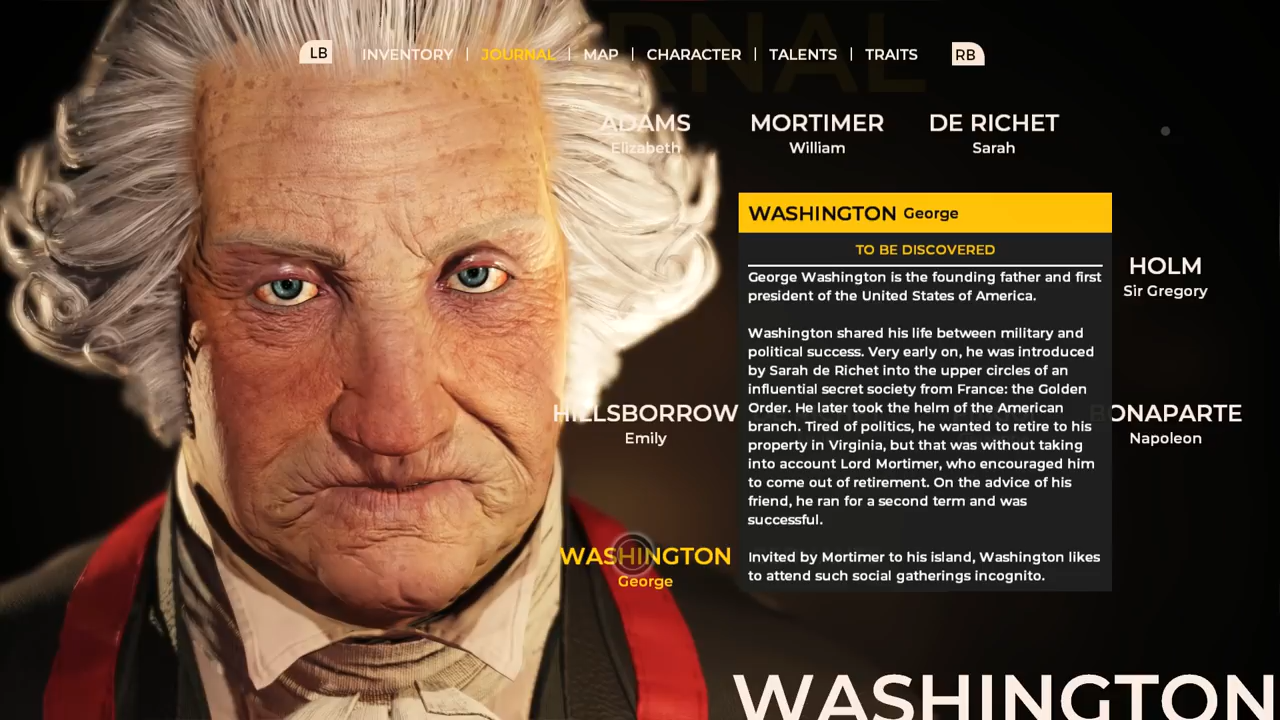 LB INVENTORY | JOURNAL | MAP | CHARACTER | TALENTS | TRAITS RB
ADAMS
Elizabeth
MORTIMER
William
DE RICHET
Sarah
WASHINGTON George
TO BE DISCOVERED
George Washington is the founding father and first
president of the United States of America.
Washington shared his life between military and
political success. Very early on, he was introduced
by Sarah de Richet into the upper circles of an
influential secret society from France: the Golden
Order. He later took the helm of the American
branch. Tired of politics, he wanted to retire to his
property in Virginia, but that was without taking
into account Lord Mortimer, who encouraged him
to come out of retirement. On the advice of his
friend, he ran for a second term and was
successful.
Invited by Mortimer to his island, Washington likes
to attend such social gatherings incognito.
HOLM
Sir Gregory
HILLSBORROW
Emily
BONAPARTE
Napoleon
WASHINGTON
George
WASHINGTON